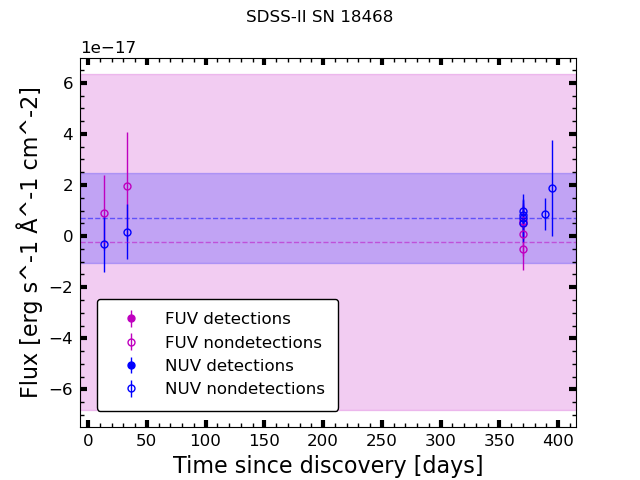 SDSS-II SN 18468
1e−17
Flux [erg s^-1 Å^-1 cm^-2]
6
4
2
0
−2
−4
−6
FUV detections
FUV nondetections
NUV detections
NUV nondetections
0 50 100 150 200 250 300 350 400
Time since discovery [days]